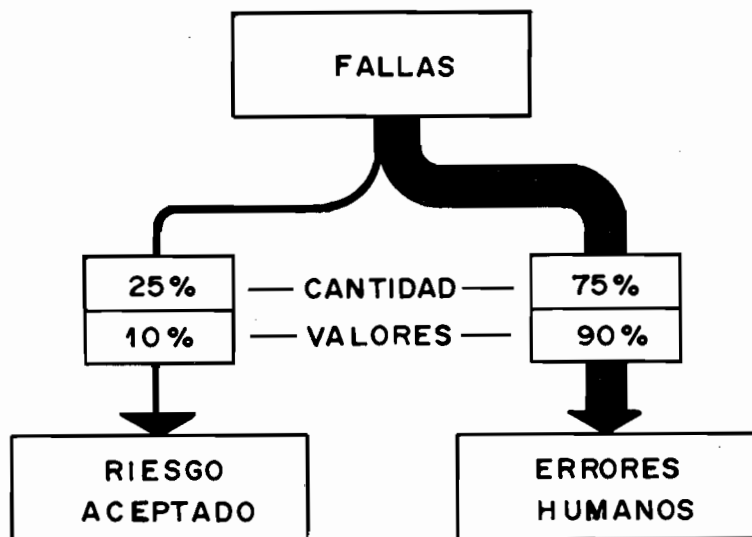 FALLAS
25% — CANTIDAD — 75%
10% — VALORES — 90%
RIESGO
ACEPTADO
ERRORES
HUMANOS